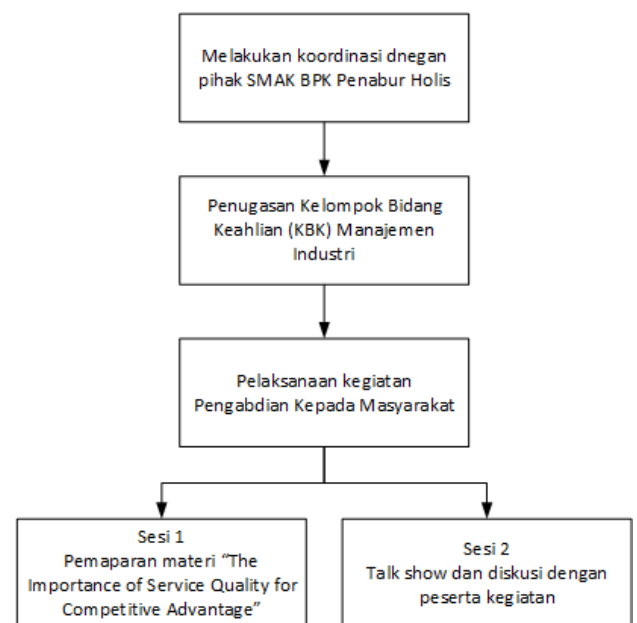 Melakukan koordinasi dnegan
pihak SMAK BPK Penabur Holis
Penugasan Kelompok Bidang
Keahlian (KBK) Manajemen
Industri
Pelaksanaan kegiatan
Pengabdian Kepada Masyarakat
Sesi 1
Pemaparan materi “The
Importance of Service Quality for
Competitive Advantage”
Sesi 2
Talk show dan diskusi dengan
peserta kegiatan